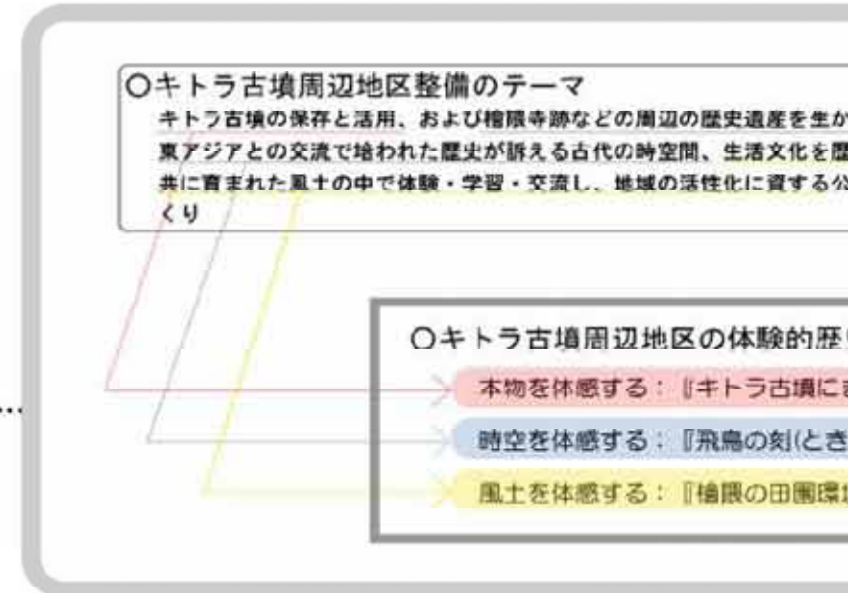 〇キトラ古墳周辺地区整備のテーマ
キトラ古墳の保存と活用、および檜隈寺跡などの周辺の歴史遺産を生か
東アジアとの交流で培われた歴史が訴える古代の時空間、生活文化を歴
共に育まれた風土の中で体験・学習・交流し、地域の活性化に資する公
くり
〇キトラ古墳周辺地区の体験的歴
本物を体感する：『キトラ古墳に
時空を体感する：『飛鳥の刻(とき
風土を体感する：『檜隈の田園環